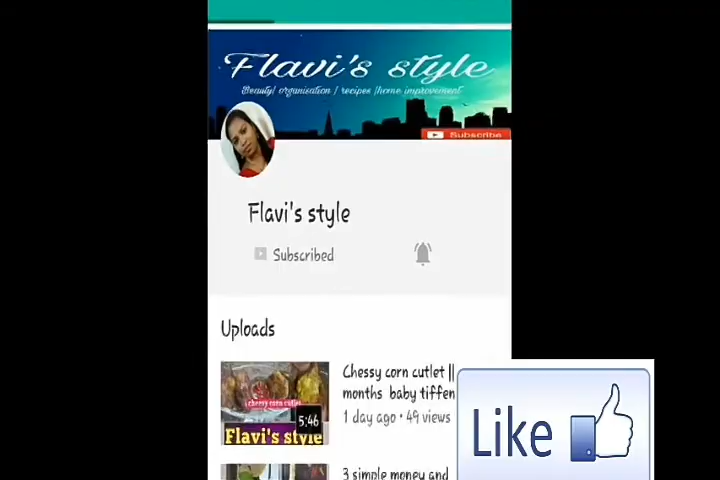 Flavi's style
Beauty/ organisation / recipes /home improvement
Subscribe
Flavi's style
Subscribed
Uploads
Chessy corn cutlet ||
months baby tiffen
1 day ago • 49 views
cheesy corn cutlet
5:46
Flavi's style
3 simple money and
Like